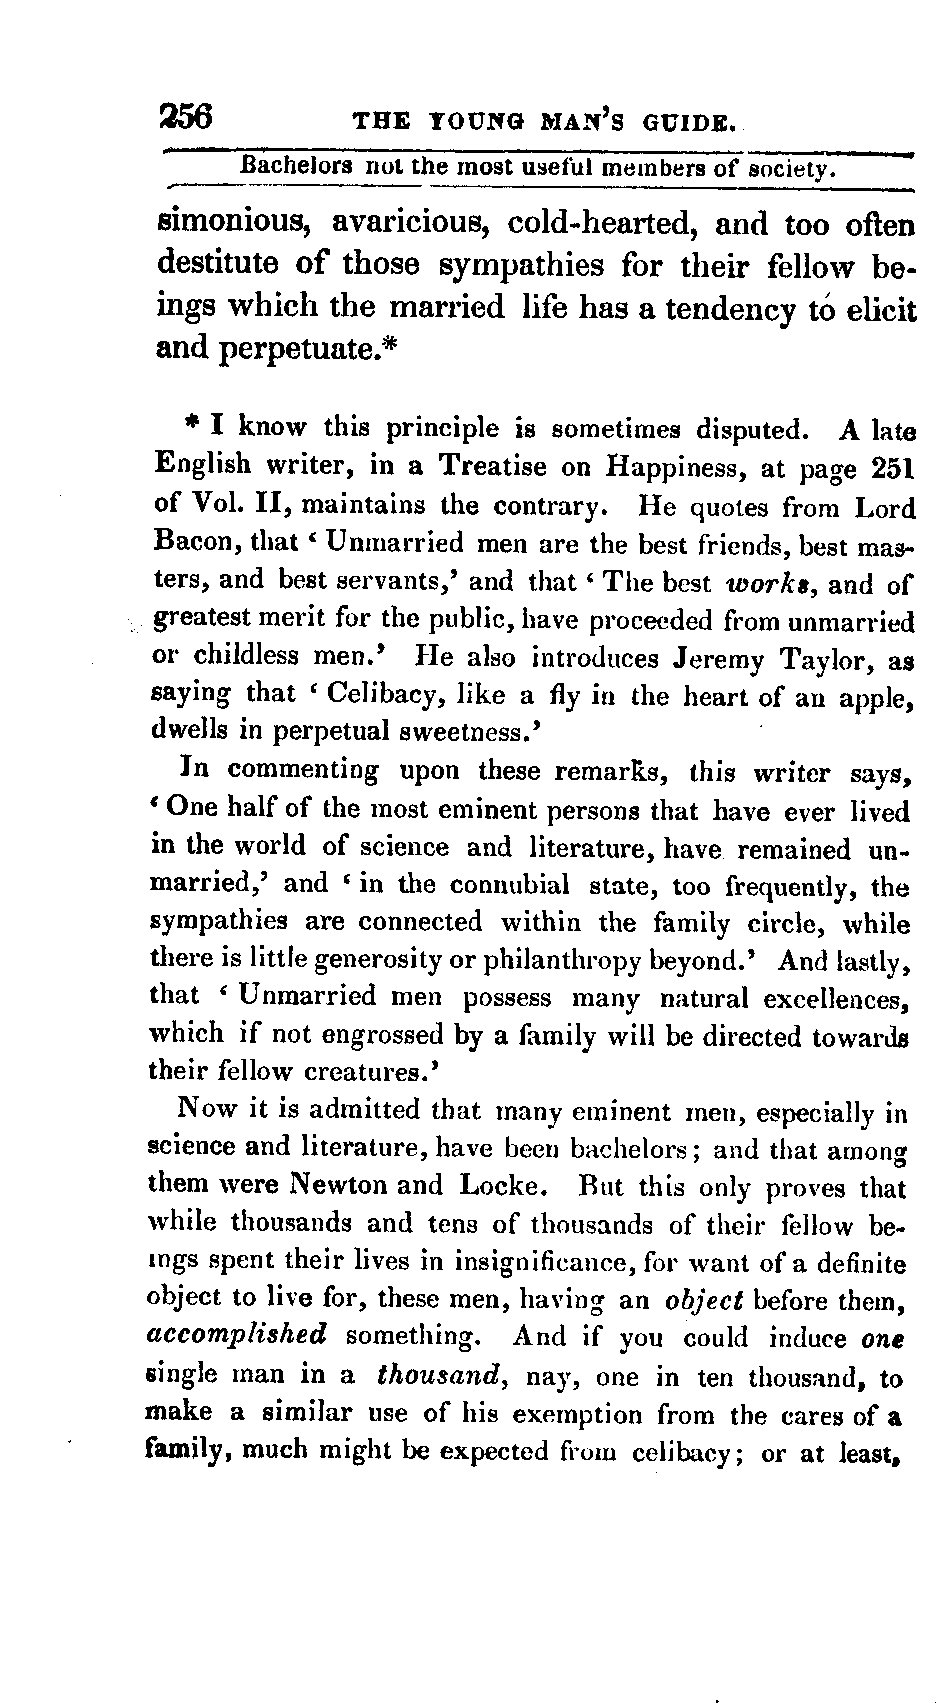 256 THE YOUNG MAN'S GUIDE.
Bachelors not the most useful members of society.
simonious, avaricious, cold-hearted, and too often
destitute of those sympathies for their fellow be-
ings which the married life has a tendency to elicit
and perpetuate.*
* I know this principle is sometimes disputed. A late
English writer, in a Treatise on Happiness, at page 251
of Vol. II, maintains the contrary. He quotes from Lord
Bacon, that ‘ Unmarried men are the best friends, best mas-
ters, and best servants,’ and that ‘ The best works, and of
greatest merit for the public, have proceeded from unmarried
or childless men.’ He also introduces Jeremy Taylor, as
saying that ‘ Celibacy, like a fly in the heart of an apple,
dwells in perpetual sweetness.’
In commenting upon these remarks, this writer says,
‘ One half of the most eminent persons that have ever lived
in the world of science and literature, have remained un-
married,’ and ‘ in the connubial state, too frequently, the
sympathies are connected within the family circle, while
there is little generosity or philanthropy beyond.’ And lastly,
that ‘ Unmarried men possess many natural excellences,
which if not engrossed by a family will be directed towards
their fellow creatures.’
Now it is admitted that many eminent men, especially in
science and literature, have been bachelors; and that among
them were Newton and Locke. But this only proves that
while thousands and tens of thousands of their fellow be-
ings spent their lives in insignificance, for want of a definite
object to live for, these men, having an object before them,
accomplished something. And if you could induce one
single man in a thousand, nay, one in ten thousand, to
make a similar use of his exemption from the cares of a
family, much might be expected from celibacy; or at least,